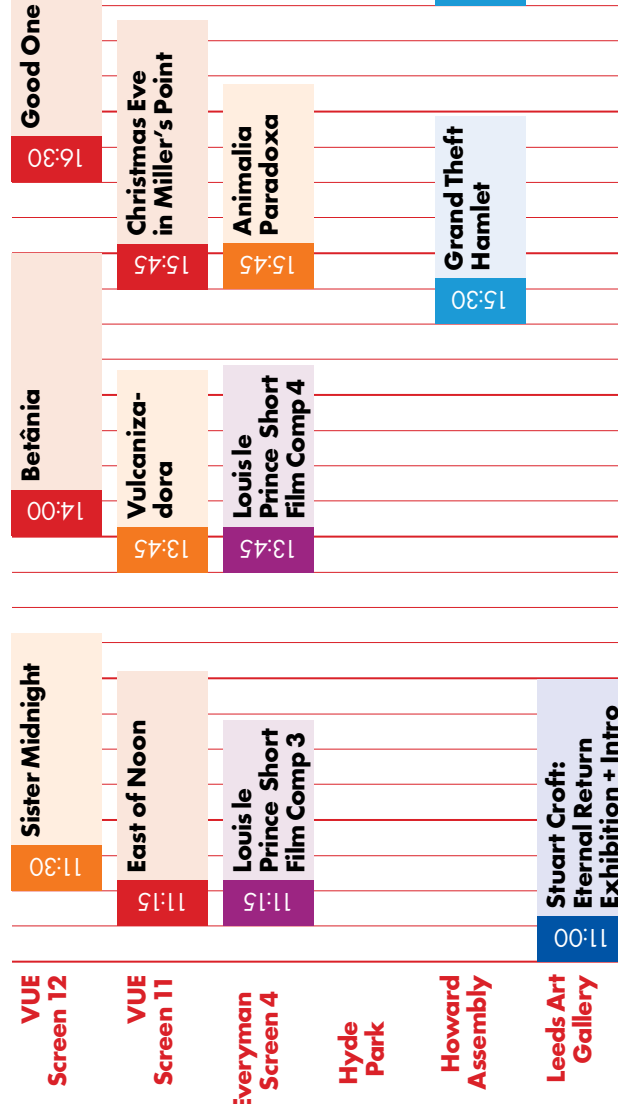 VUE
Screen 12
11:30
Sister Midnight
14:00
Betânia
16:30
Good One
VUE
Screen 11
11:15
East of Noon
13:45
Vulcaniza-
dora
15:45
Christmas Eve
in Miller's Point
Everyman
Screen 4
11:15
Louis le
Prince Short
Film Comp 3
13:45
Louis le
Prince Short
Film Comp 4
15:45
Animalia
Paradoxa
Hyde
Park
Howard
Assembly
15:30
Grand Theft
Hamlet
Leeds Art
Gallery
11:00
Stuart Croft:
Eternal Return
Exhibition + Intro